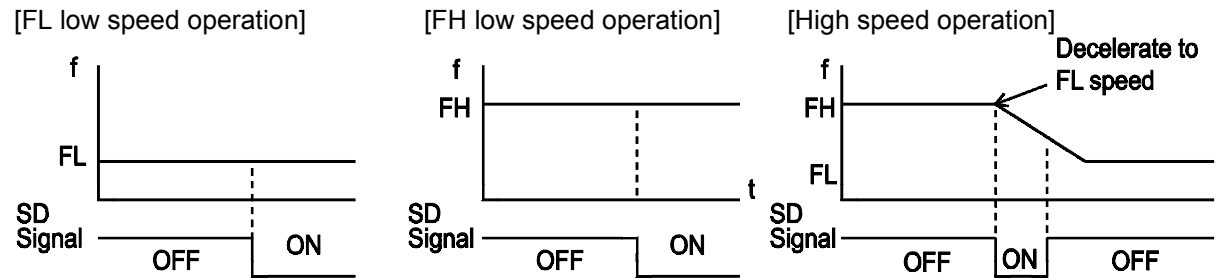 [FL low speed operation]
f
FL
SD
Signal
OFF
ON
[FH low speed operation]
f
FH
t
SD
Signal
OFF
ON
[High speed operation]
Decelerate to
FL speed
f
FH
FL
SD
Signal
OFF
ON
OFF